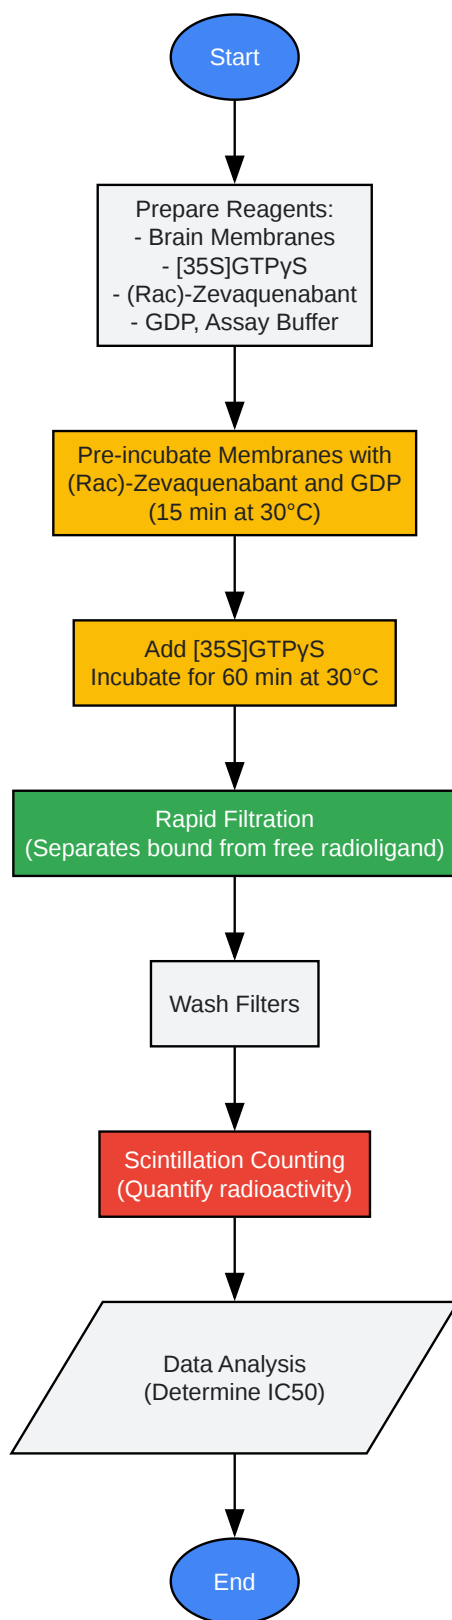 Start
Prepare Reagents:
- Brain Membranes
- [35S]GTPγS
- (Rac)-Zevaquenabant
- GDP, Assay Buffer
Pre-incubate Membranes with
(Rac)-Zevaquenabant and GDP
(15 min at 30°C)
Add [35S]GTPγS
Incubate for 60 min at 30°C
Rapid Filtration
(Separates bound from free radioligand)
Wash Filters
Scintillation Counting
(Quantify radioactivity)
Data Analysis
(Determine IC50)
End